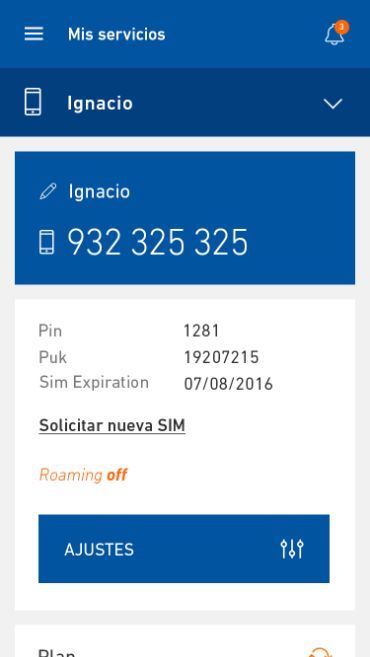 Mis servicios
3
Ignacio
Ignacio
932 325 325
Pin 1281
Puk 19207215
Sim Expiration 07/08/2016
Solicitar nueva SIM
Roaming off
AJUSTES
Plan